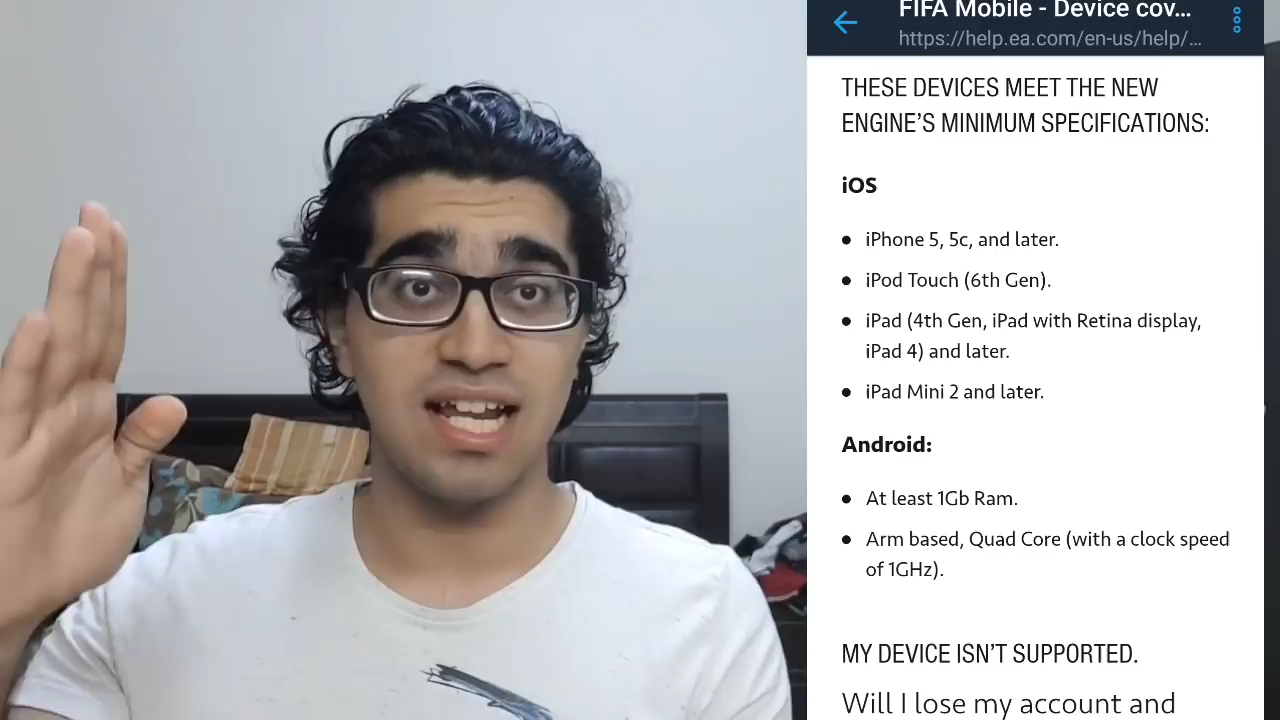 FIFA Mobile - Device cov...
https://help.ea.com/en-us/help/...
THESE DEVICES MEET THE NEW
ENGINE’S MINIMUM SPECIFICATIONS:
iOS
iPhone 5, 5c, and later.
iPod Touch (6th Gen).
iPad (4th Gen, iPad with Retina display,
iPad 4) and later.
iPad Mini 2 and later.
Android:
At least 1Gb Ram.
Arm based, Quad Core (with a clock speed
of 1GHz).
MY DEVICE ISN’T SUPPORTED.
Will I lose my account and